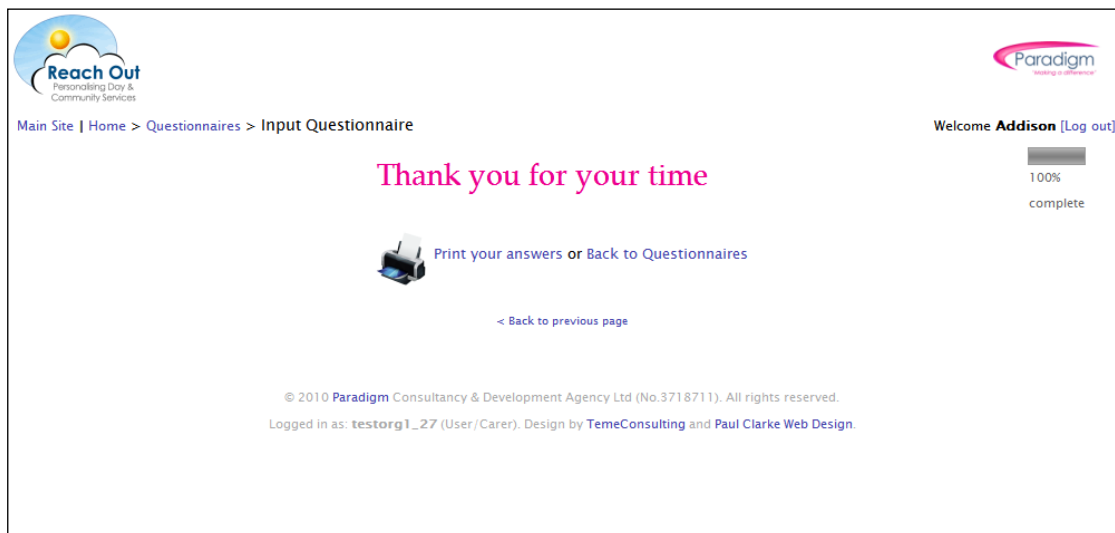 Reach Out
Personalising Day &
Community Services
Paradigm
"Making a difference"
Main Site | Home > Questionnaires > Input Questionnaire
Welcome Addison [Log out]
Thank you for your time
100%
complete
Print your answers or Back to Questionnaires
< Back to previous page
© 2010 Paradigm Consultancy & Development Agency Ltd (No.3718711). All rights reserved.
Logged in as: testorg1_27 (User/Carer). Design by TemeConsulting and Paul Clarke Web Design.